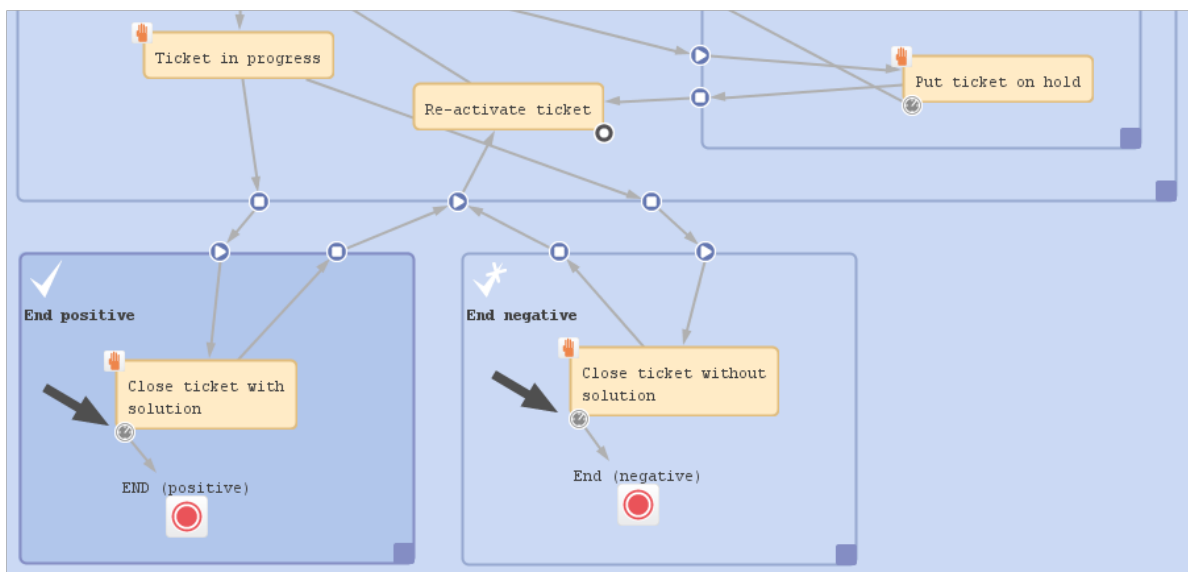 Ticket in progress
Put ticket on hold
Re-activate ticket
End positive
End negative
Close ticket with
solution
Close ticket without
solution
END (positive)
End (negative)